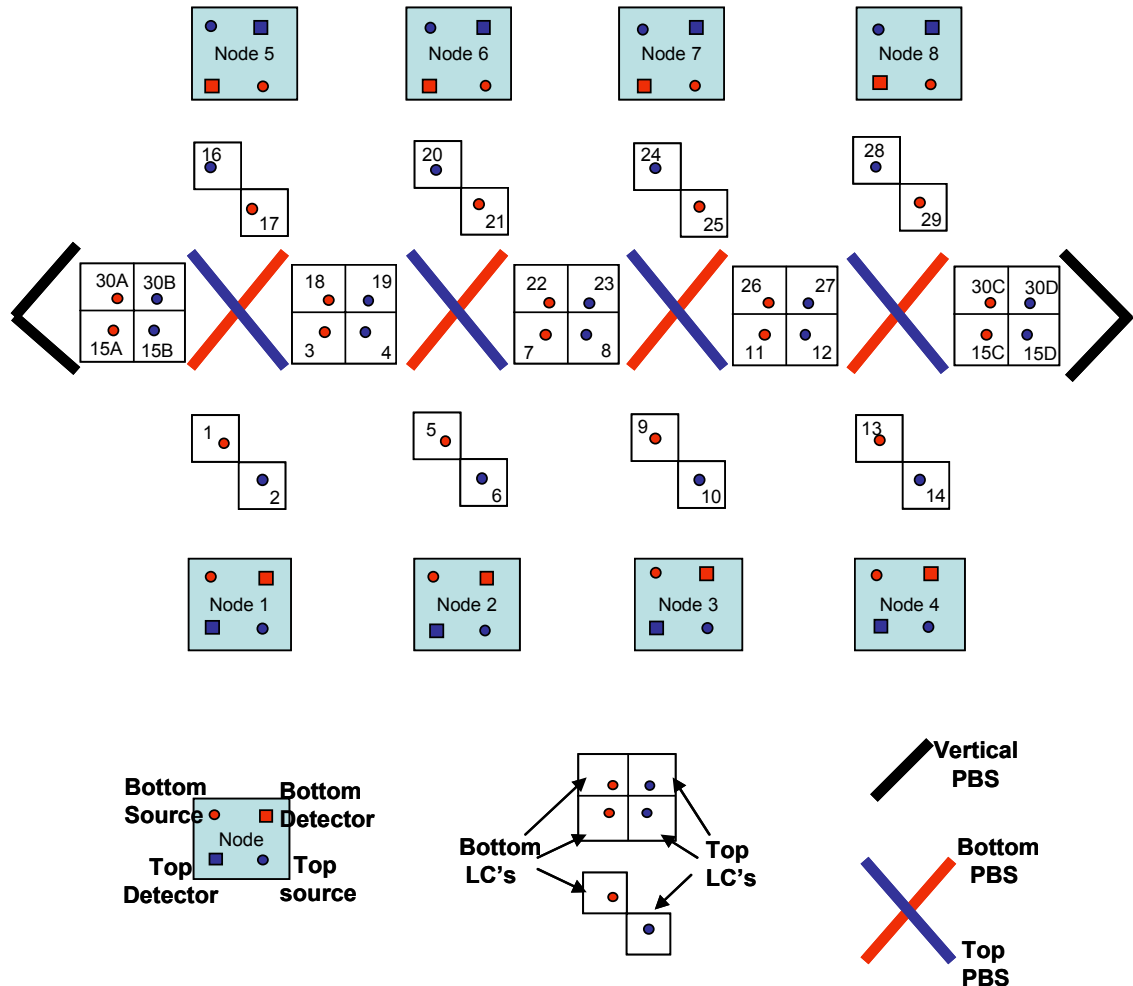 Node 5
Node 6
Node 7
Node 8
16
17
20
21
24
25
28
29
30A 30B
15A 15B
18 19
3 4
22 23
7 8
26 27
11 12
30C 30D
15C 15D
1
2
5
6
9
10
13
14
Node 1
Node 2
Node 3
Node 4
Bottom
Source
Bottom
Detector
Node
Top
Detector
Top
source
Bottom
LC's
Top
LC's
Vertical
PBS
Bottom
PBS
Top
PBS